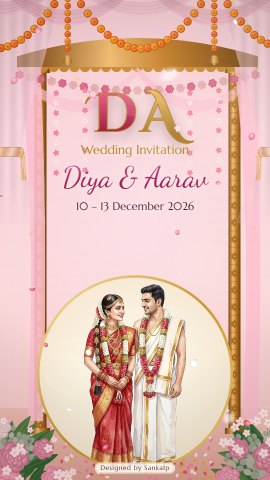 DA
Wedding Invitation
Diya & Aarav
10 – 13 December 2026
Designed by Sankalp